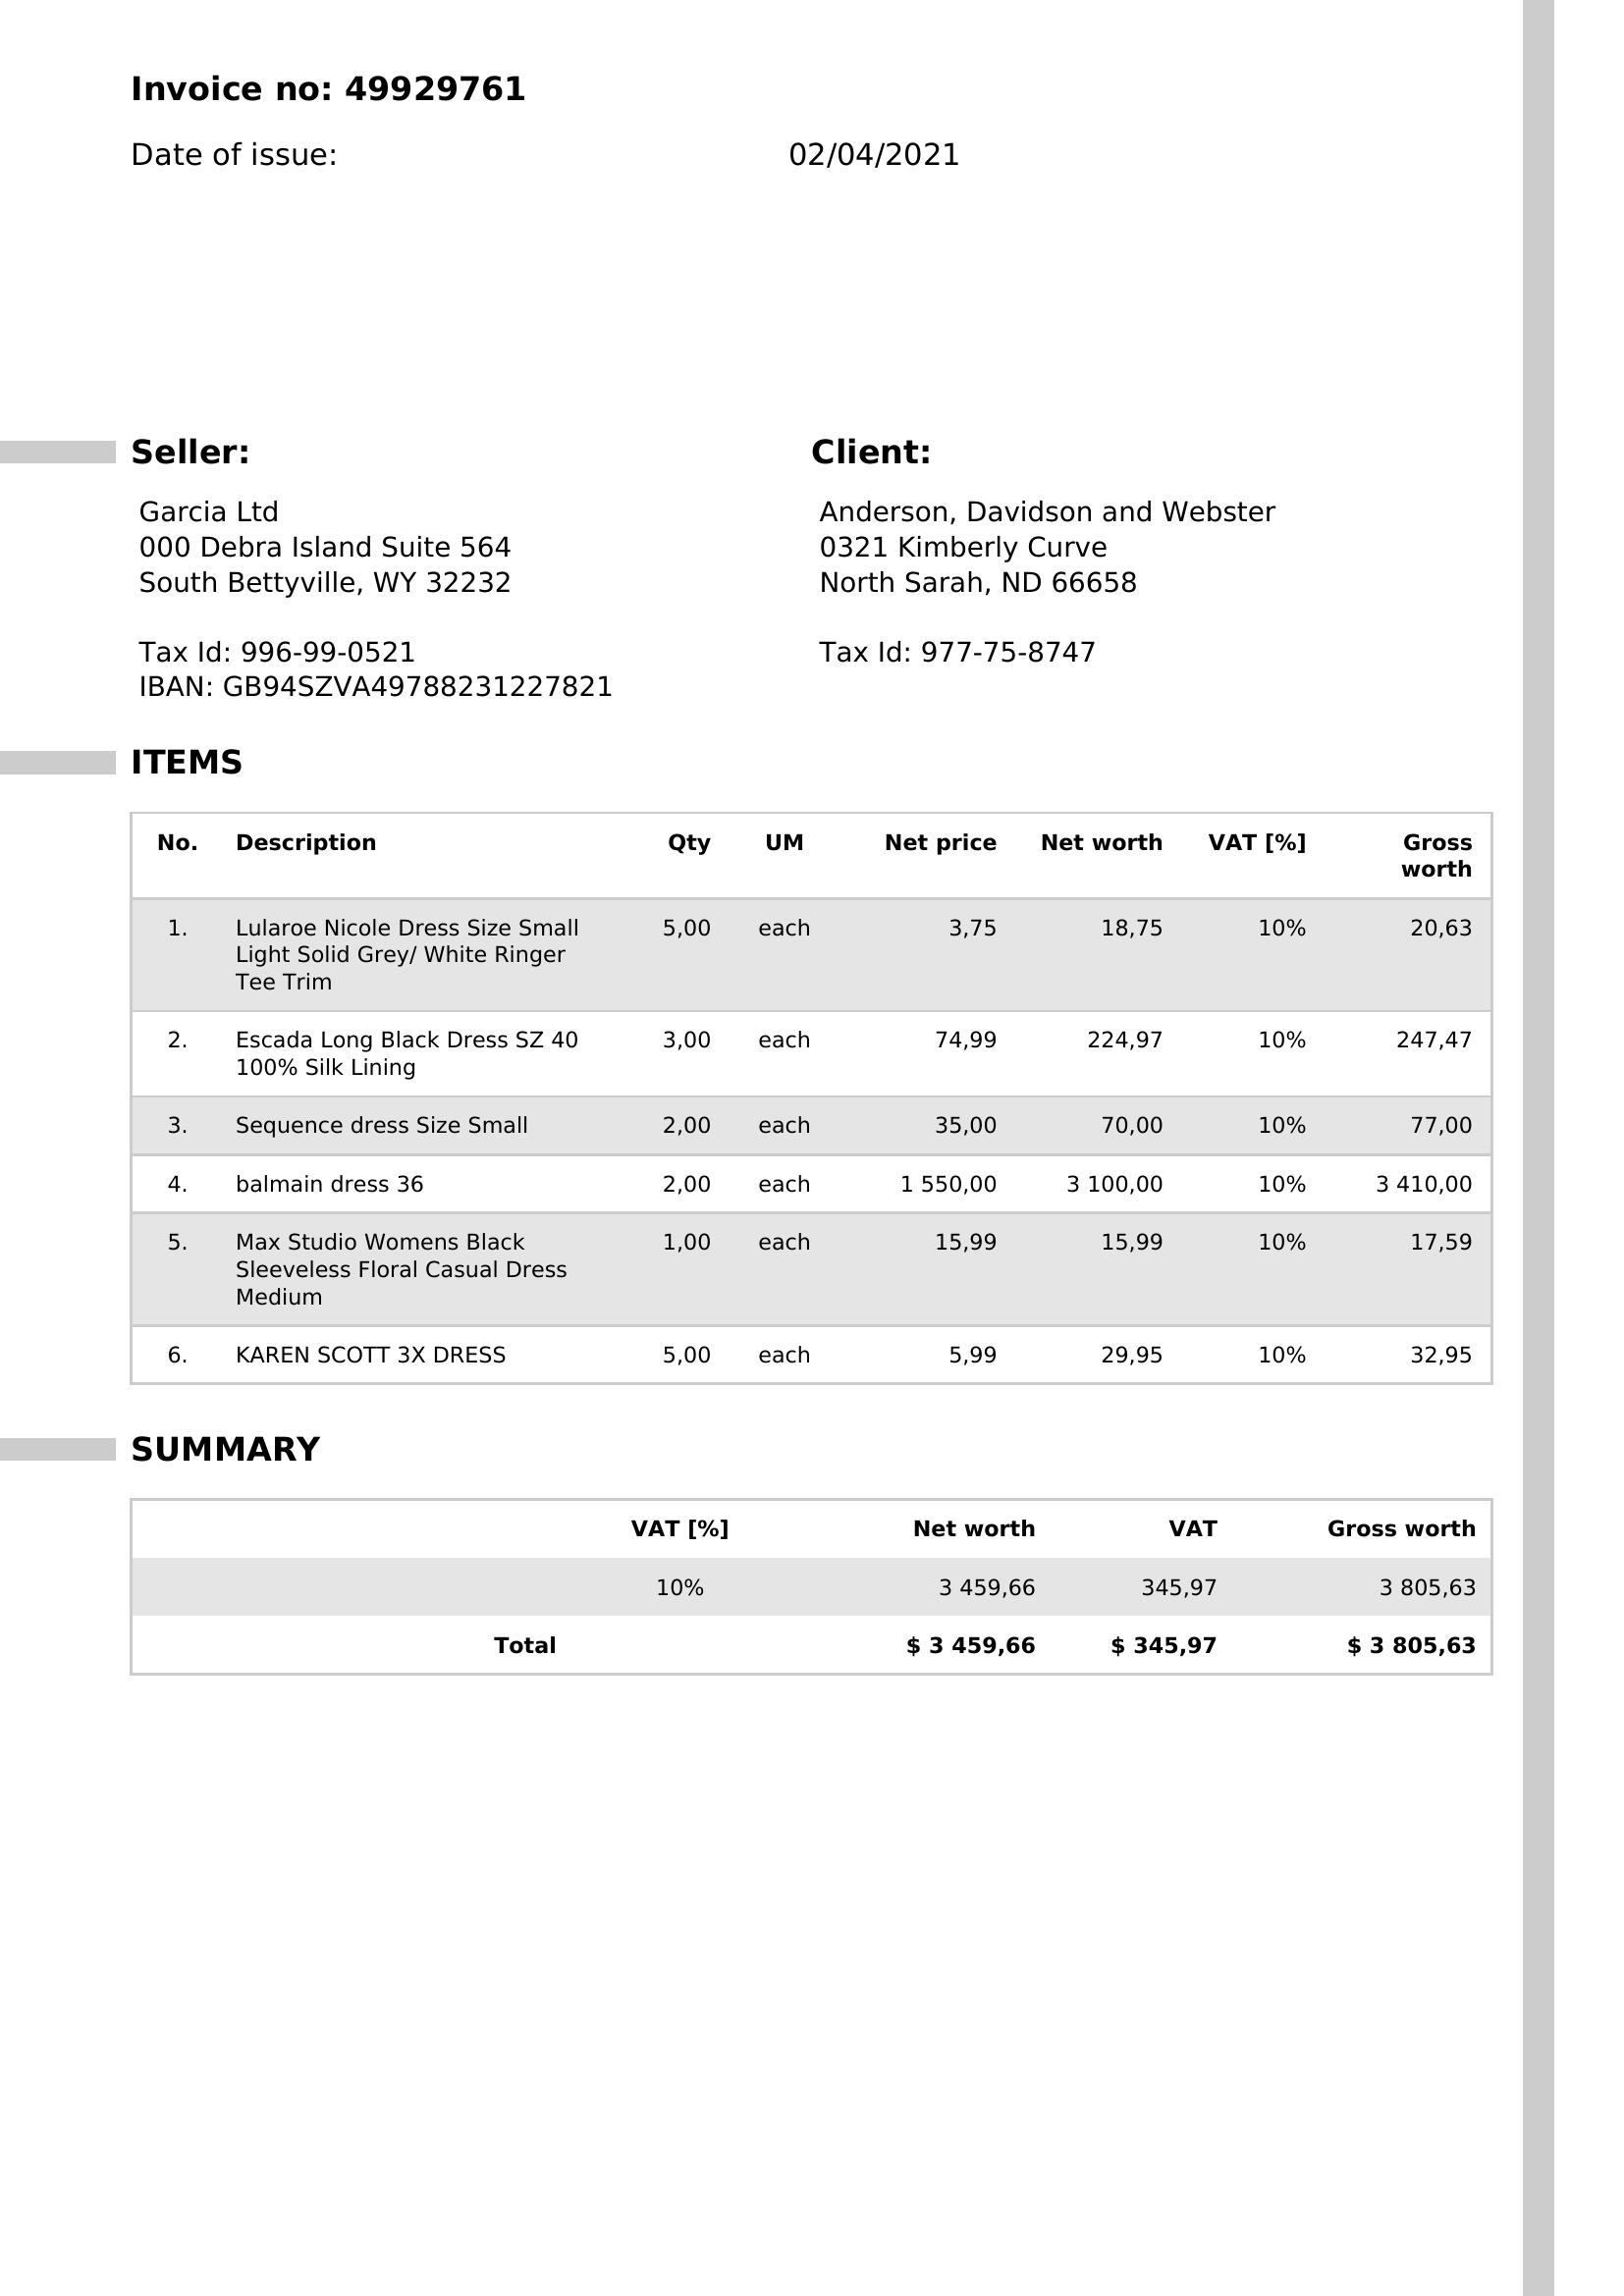 Invoice no: 49929761
Date of issue: 02/04/2021
Seller:
Garcia Ltd
000 Debra Island Suite 564
South Bettyville, WY 32232
Tax Id: 996-99-0521
IBAN: GB94SZVA49788231227821
Client:
Anderson, Davidson and Webster
0321 Kimberly Curve
North Sarah, ND 66658
Tax Id: 977-75-8747
ITEMS
No. Description Qty UM Net price Net worth VAT [%] Gross
worth
1. Lularoe Nicole Dress Size Small 5,00 each 3,75 18,75 10% 20,63
Light Solid Grey/ White Ringer
Tee Trim
2. Escada Long Black Dress SZ 40 3,00 each 74,99 224,97 10% 247,47
100% Silk Lining
3. Sequence dress Size Small 2,00 each 35,00 70,00 10% 77,00
4. balmain dress 36 2,00 each 1 550,00 3 100,00 10% 3 410,00
5. Max Studio Womens Black 1,00 each 15,99 15,99 10% 17,59
Sleeveless Floral Casual Dress
Medium
6. KAREN SCOTT 3X DRESS 5,00 each 5,99 29,95 10% 32,95
SUMMARY
VAT [%] Net worth VAT Gross worth
10% 3 459,66 345,97 3 805,63
Total $ 3 459,66 $ 345,97 $ 3 805,63